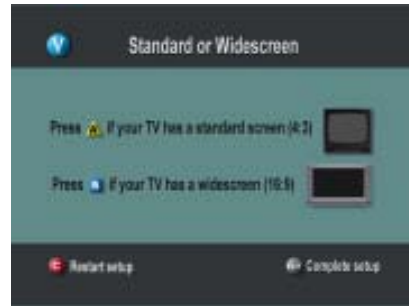 V Standard or Widescreen
Press A if your TV has a standard screen (4:3)
Press B if your TV has a widescreen (16:9)
C Restart setup
Complete setup